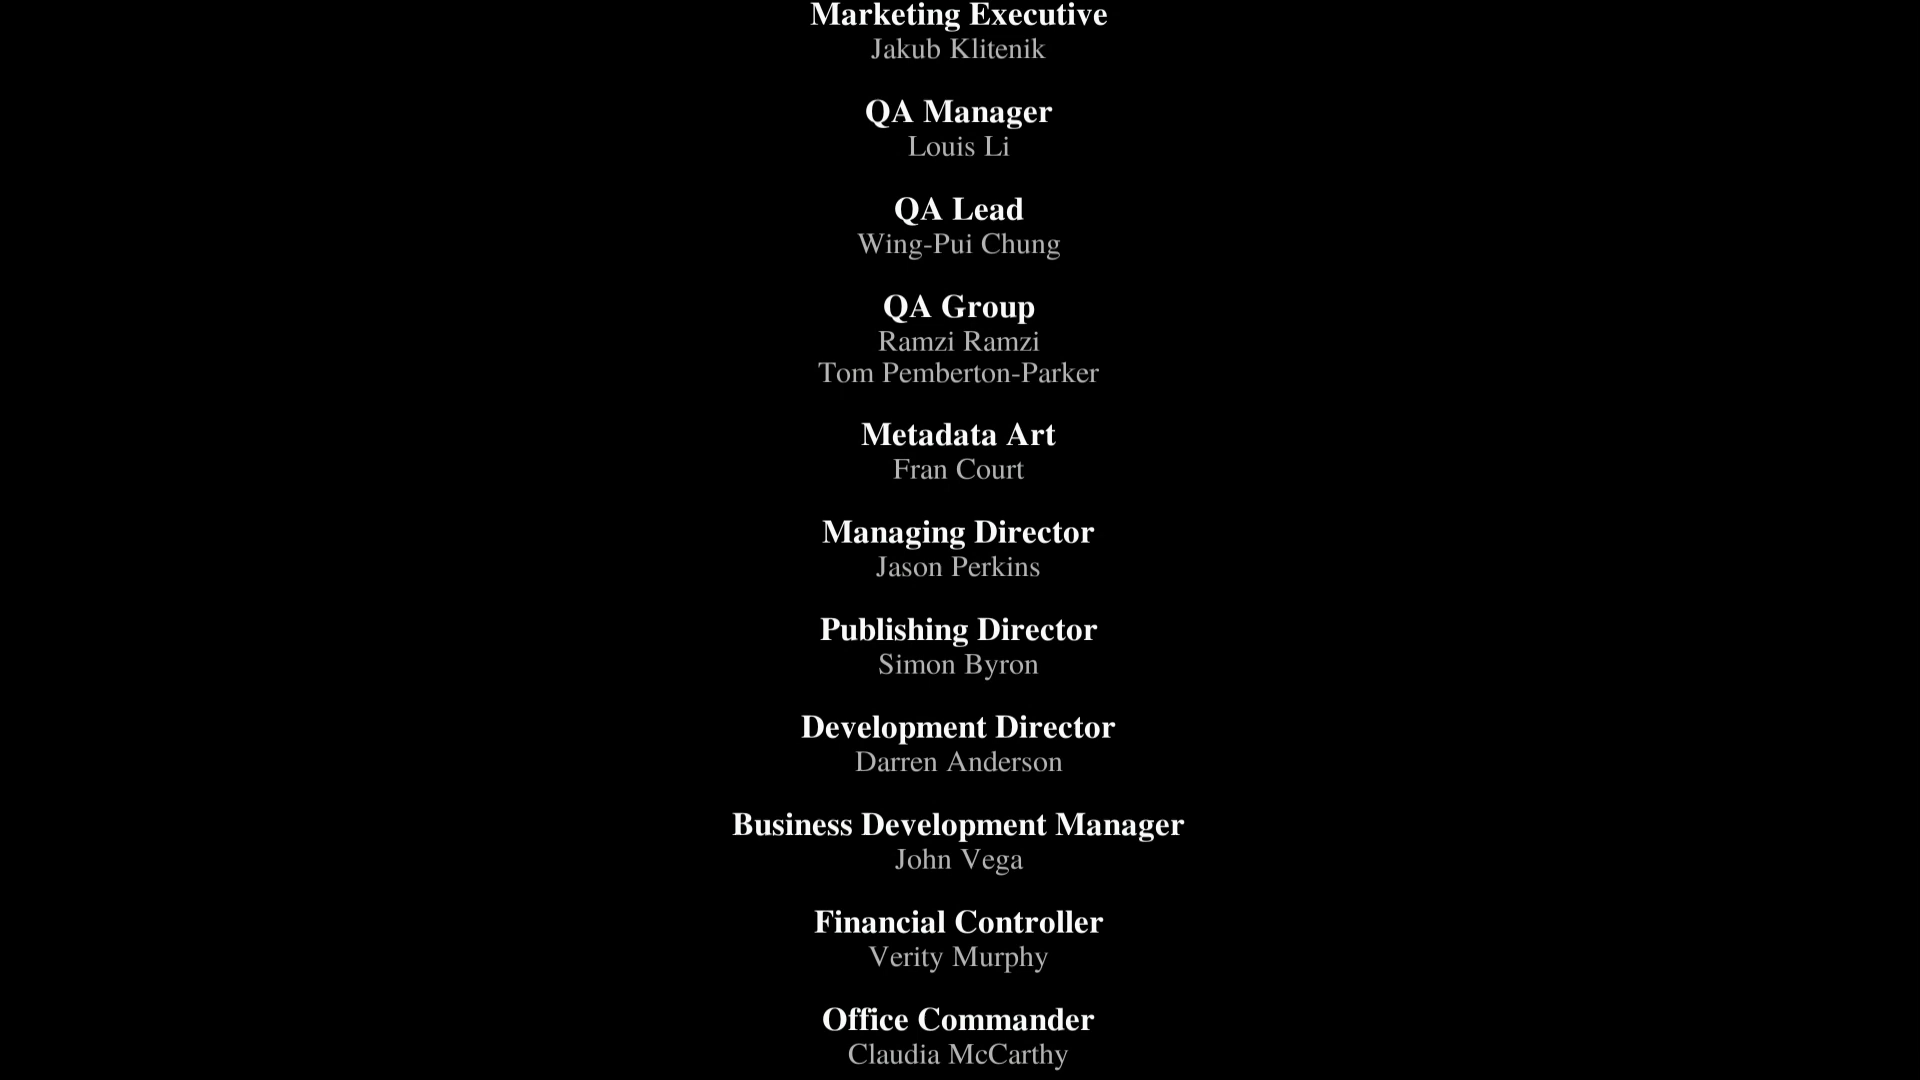 Marketing Executive
Jakub Klitenik
QA Manager
Louis Li
QA Lead
Wing-Pui Chung
QA Group
Ramzi Ramzi
Tom Pemberton-Parker
Metadata Art
Fran Court
Managing Director
Jason Perkins
Publishing Director
Simon Byron
Development Director
Darren Anderson
Business Development Manager
John Vega
Financial Controller
Verity Murphy
Office Commander
Claudia McCarthy